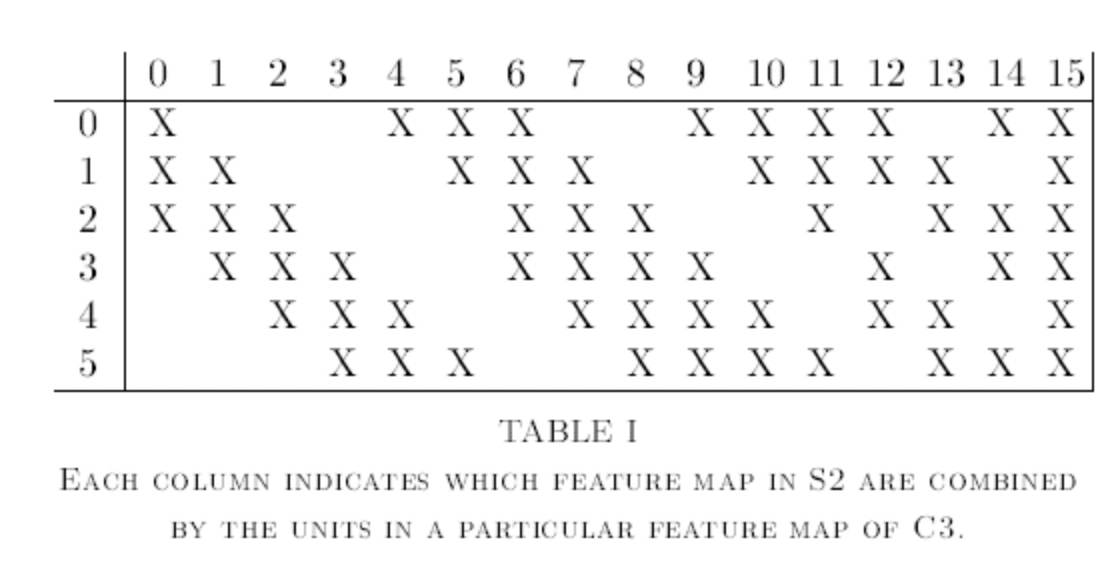 0 1 2 3 4 5 6 7 8 9 10 11 12 13 14 15
0 X X X X X X X X X X
1 X X X X X X X X X X
2 X X X X X X X X X X
3 X X X X X X X X X X
4 X X X X X X X X X X
5 X X X X X X X X X X
TABLE I
Each column indicates which feature map in S2 are combined
by the units in a particular feature map of C3.